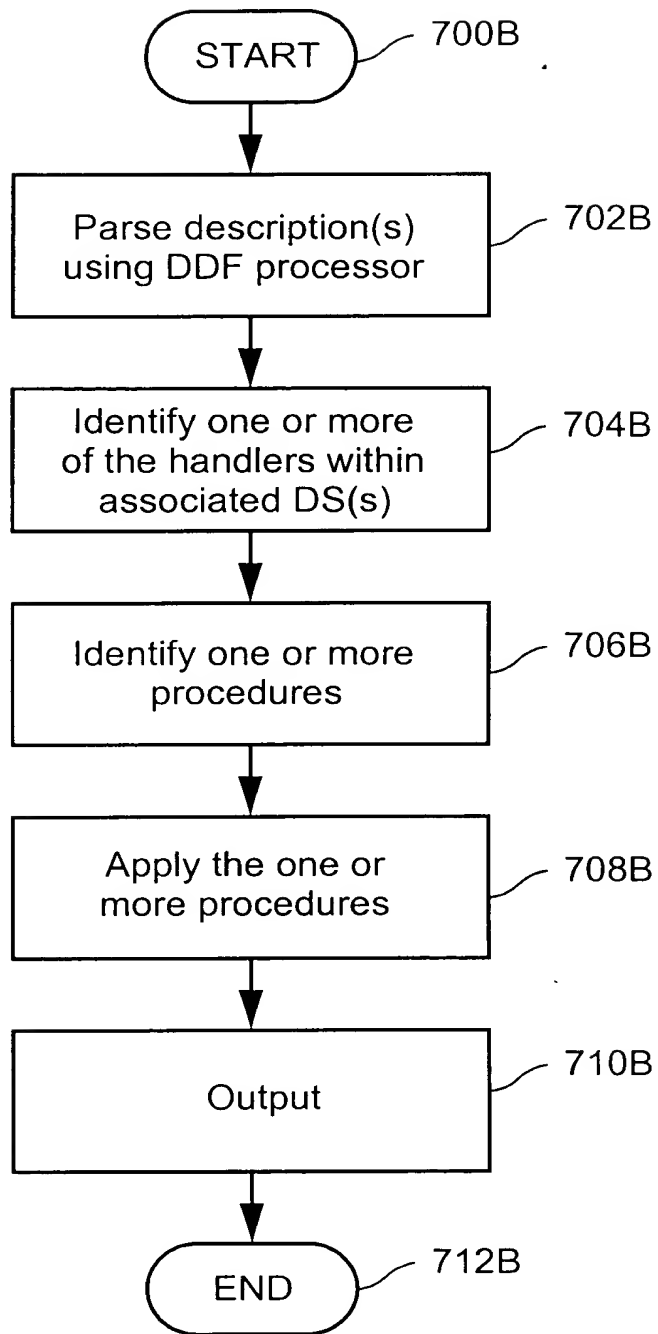 START
700B
Parse description(s)
using DDF processor
702B
Identify one or more
of the handlers within
associated DS(s)
704B
Identify one or more
procedures
706B
Apply the one or
more procedures
708B
Output
710B
END
712B